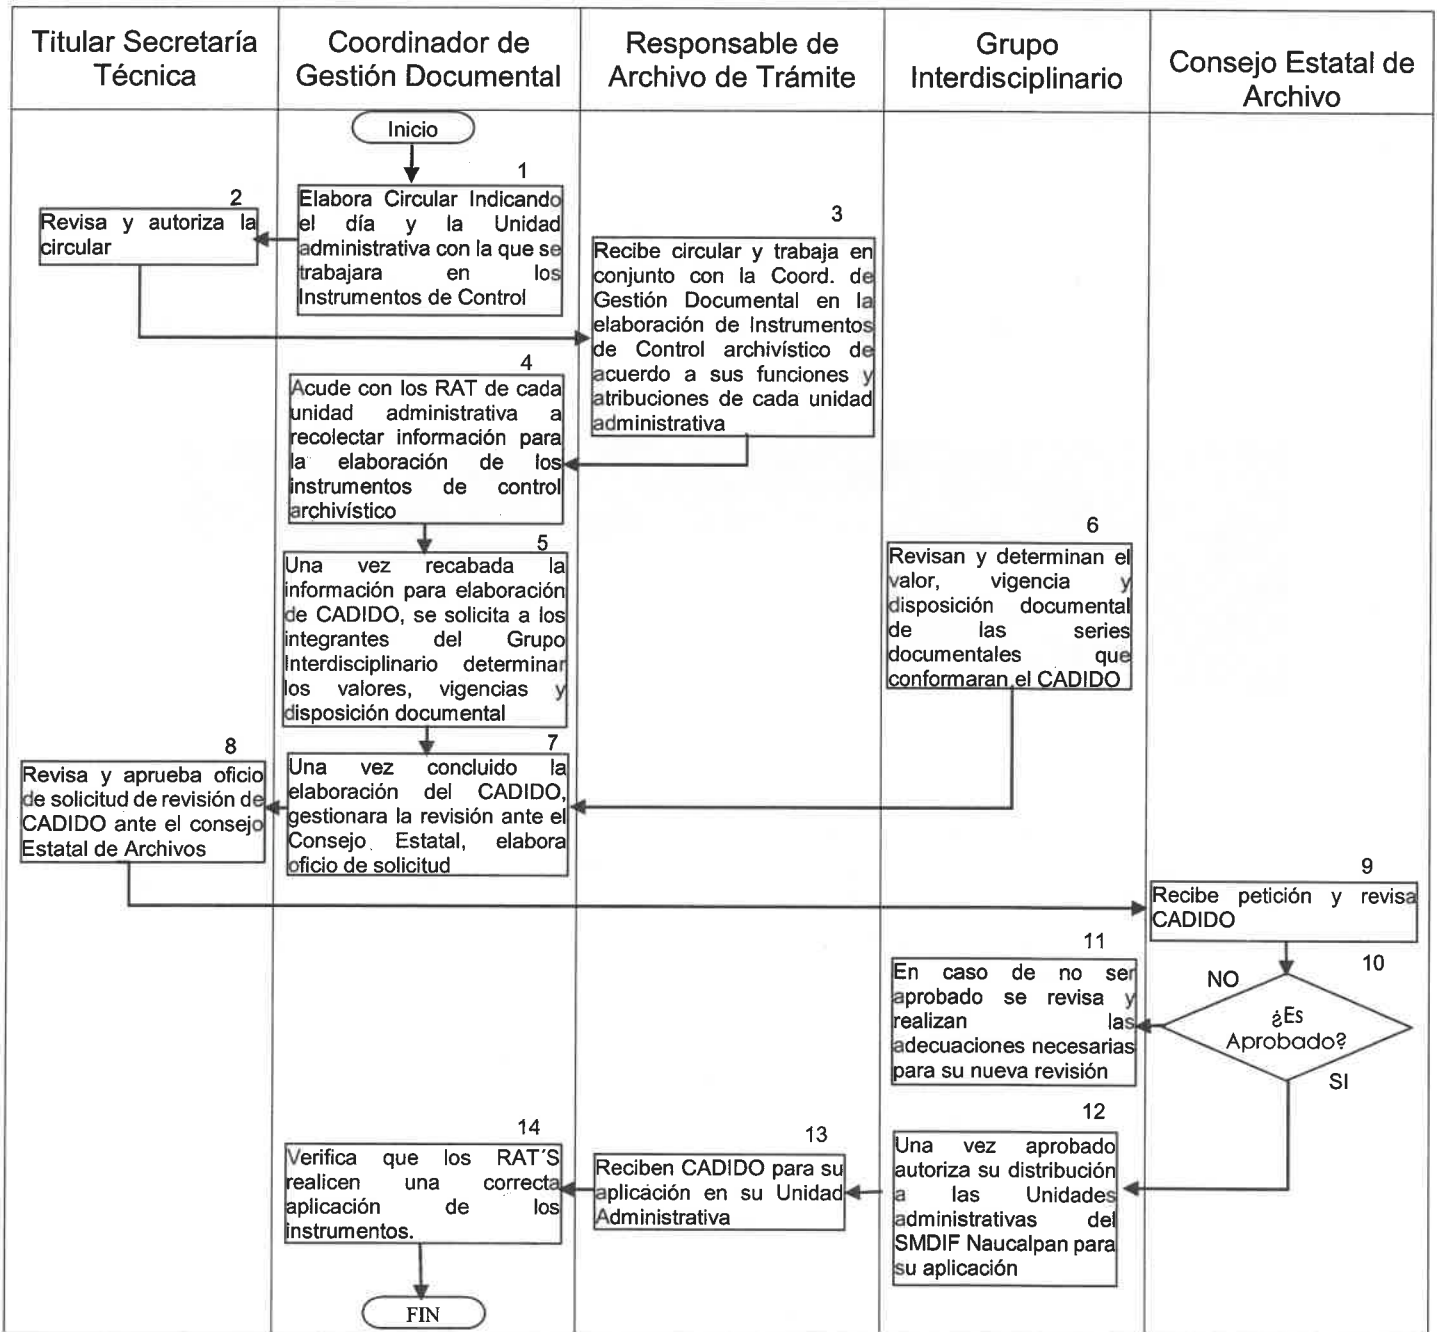 Titular Secretaría
Técnica
Coordinador de
Gestión Documental
Responsable de
Archivo de Trámite
Grupo
Interdisciplinario
Consejo Estatal de
Archivo
Inicio
1
Elabora Circular Indicando
el día y la Unidad
administrativa con la que se
trabajara en los
Instrumentos de Control
2
Revisa y autoriza la
circular
3
Recibe circular y trabaja en
conjunto con la Coord. de
Gestión Documental en la
elaboración de Instrumentos
de Control archivístico de
acuerdo a sus funciones y
atribuciones de cada unidad
administrativa
4
Acude con los RAT de cada
unidad administrativa a
recolectar información para
la elaboración de los
instrumentos de control
archivístico
5
Una vez recabada la
información para elaboración
de CADIDO, se solicita a los
integrantes del Grupo
Interdisciplinario determinar
los valores, vigencias y
disposición documental
6
Revisan y determinan el
valor, vigencia y
disposición documental
de las series
documentales que
conformaran el CADIDO
7
Una vez concluido la
elaboración del CADIDO,
gestionara la revisión ante el
Consejo Estatal, elabora
oficio de solicitud
8
Revisa y aprueba oficio
de solicitud de revisión de
CADIDO ante el consejo
Estatal de Archivos
9
Recibe petición y revisa
CADIDO
10
NO
¿Es
Aprobado?
SI
11
En caso de no ser
aprobado se revisa y
realizan las
adecuaciones necesarias
para su nueva revisión
12
Una vez aprobado
autoriza su distribución
a las Unidades
administrativas del
SMDIF Naucalpan para
su aplicación
13
Reciben CADIDO para su
aplicación en su Unidad
Administrativa
14
Verifica que los RAT´S
realicen una correcta
aplicación de los
instrumentos.
FIN